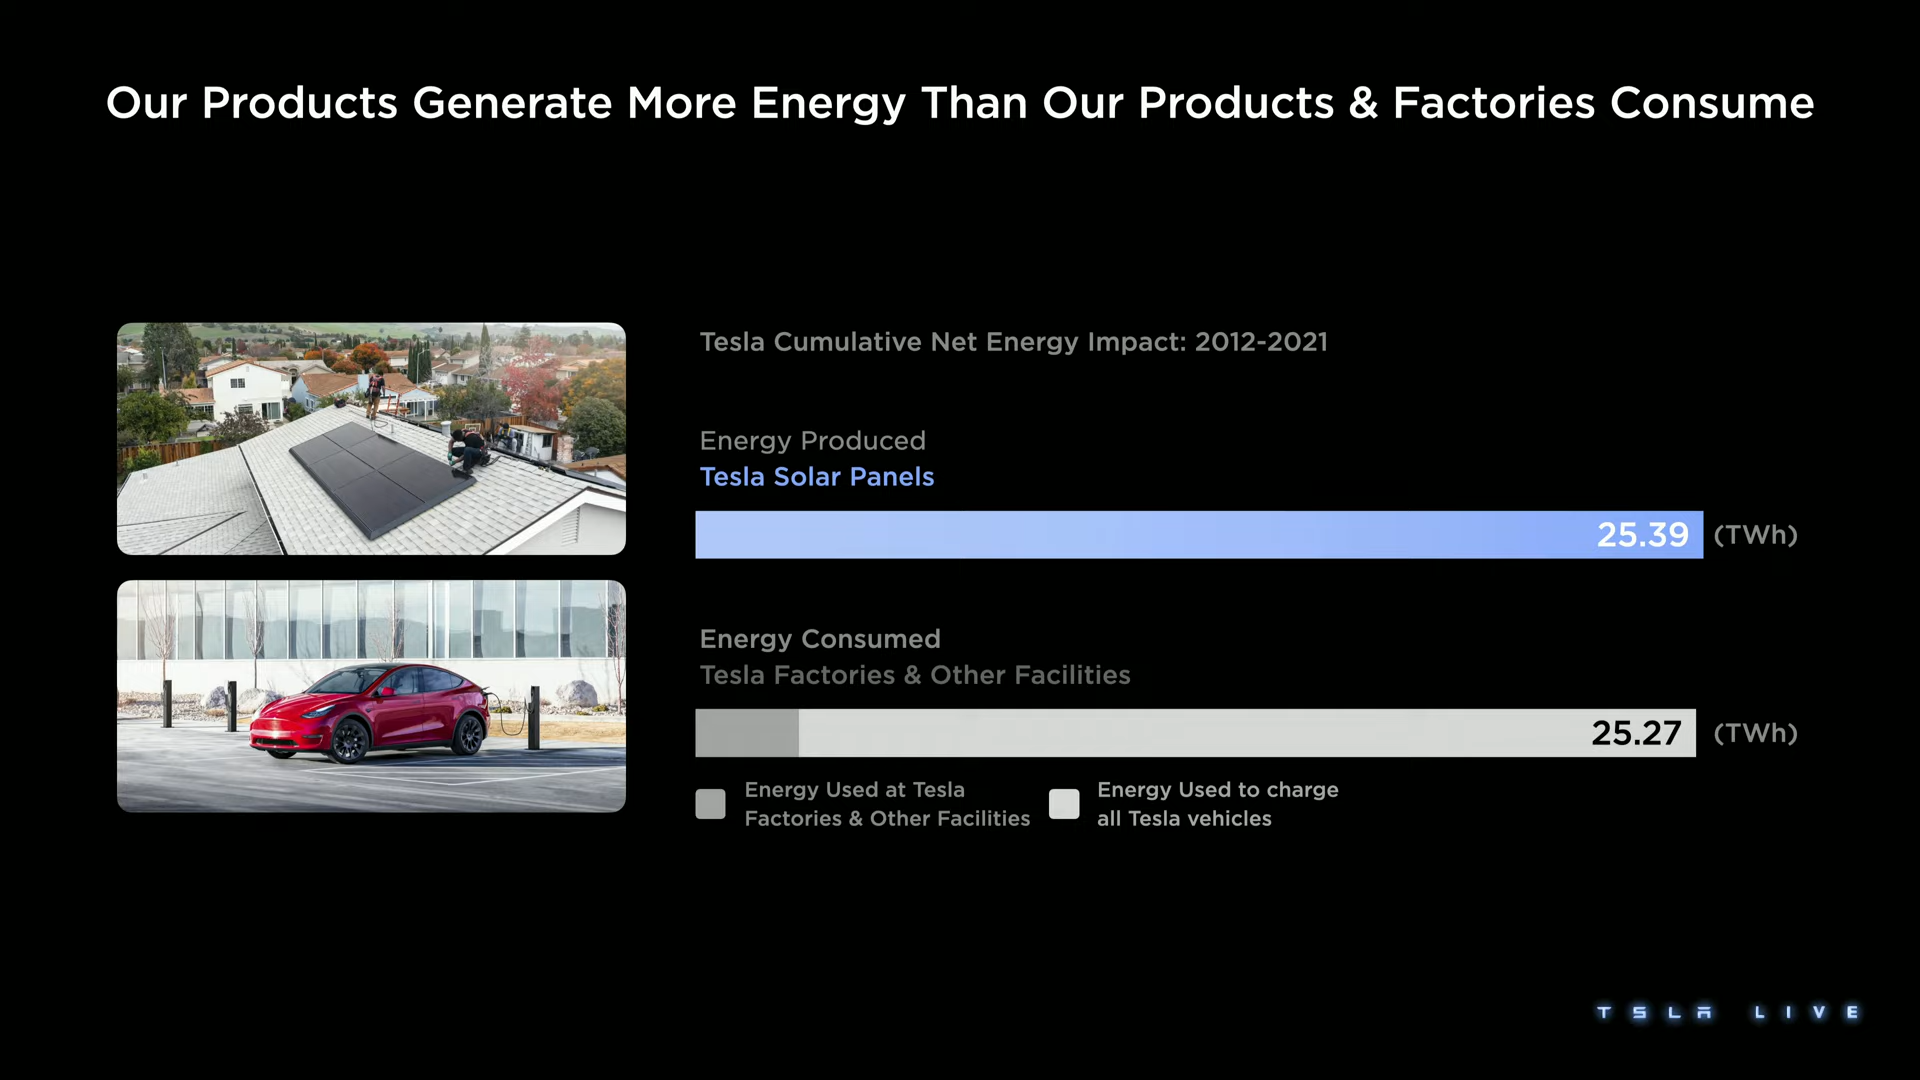 Our Products Generate More Energy Than Our Products & Factories Consume
Tesla Cumulative Net Energy Impact: 2012-2021
Energy Produced
Tesla Solar Panels
25.39 (TWh)
Energy Consumed
Tesla Factories & Other Facilities
25.27 (TWh)
Energy Used at Tesla
Factories & Other Facilities
Energy Used to charge
all Tesla vehicles
TSLA LIVE